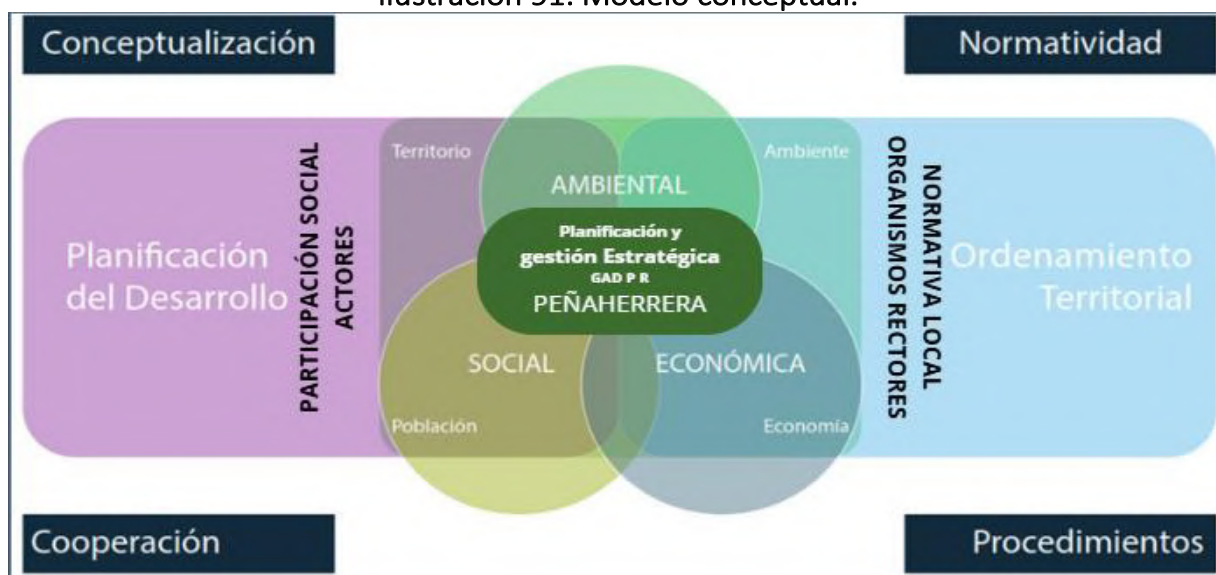 Ilustración 91. Modelo conceptual.
Conceptualización
Normatividad
Planificación
del Desarrollo
PARTICIPACIÓN SOCIAL
ACTORES
Territorio
Ambiente
AMBIENTAL
Planificación y
gestión Estratégica
GAD P R
PEÑAHERRERA
SOCIAL
ECONÓMICA
Población
Economía
NORMATIVA LOCAL
ORGANISMOS RECTORES
Ordenamiento
Territorial
Cooperación
Procedimientos